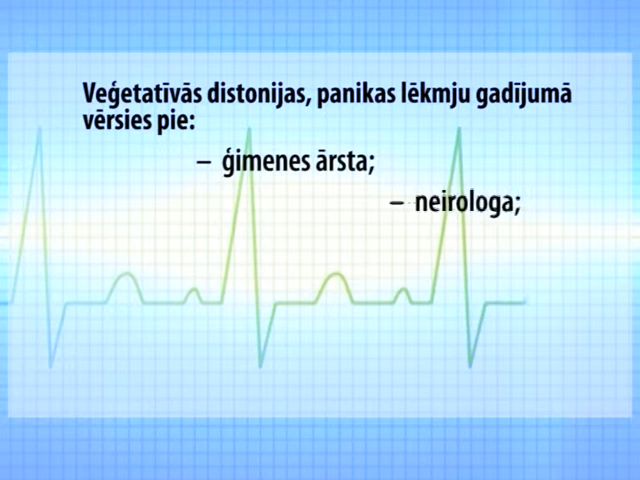 Veģetatīvās distonijas, panikas lēkmju gadījumā
vērsies pie:
– ģimenes ārsta;
– neirologa;